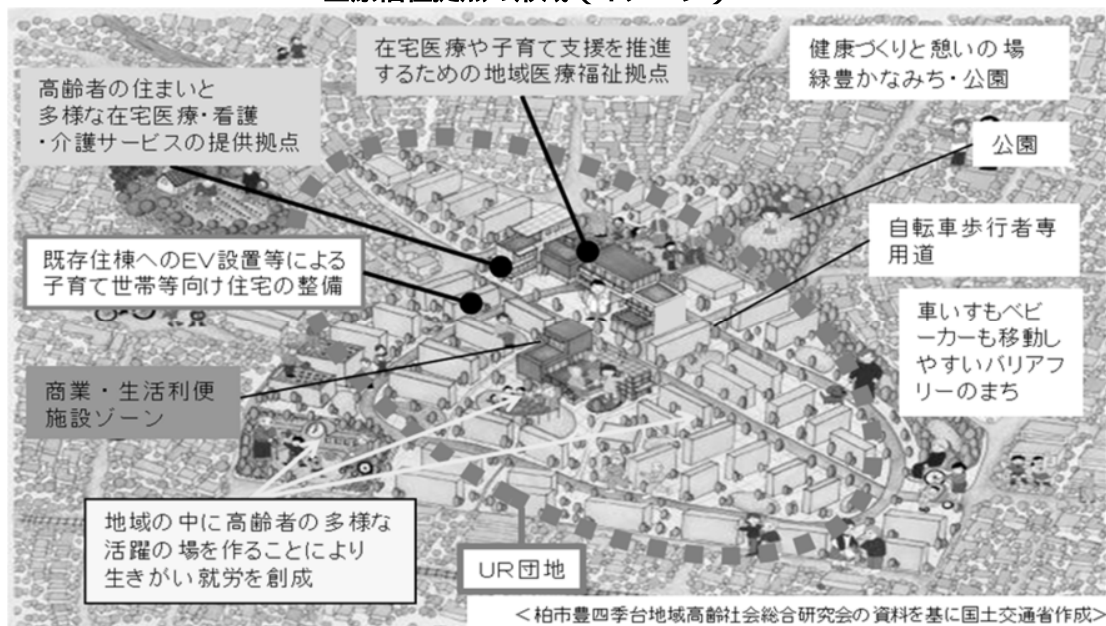 在宅医療や子育て支援を推進
するための地域医療福祉拠点
健康づくりと憩いの場
緑豊かなみち・公園
高齢者の住まいと
多様な在宅医療・看護
・介護サービスの提供拠点
公園
自転車歩行者専
用道
既存住棟へのEV設置等による
子育て世帯等向け住宅の整備
車いすもベビ
ーカーも移動し
やすいバリアフ
リーのまち
商業・生活利便
施設ゾーン
地域の中に高齢者の多様な
活躍の場を作ることにより
生きがい就労を創成
UR団地
＜柏市豊四季台地域高齢社会総合研究会の資料を基に国土交通省作成＞